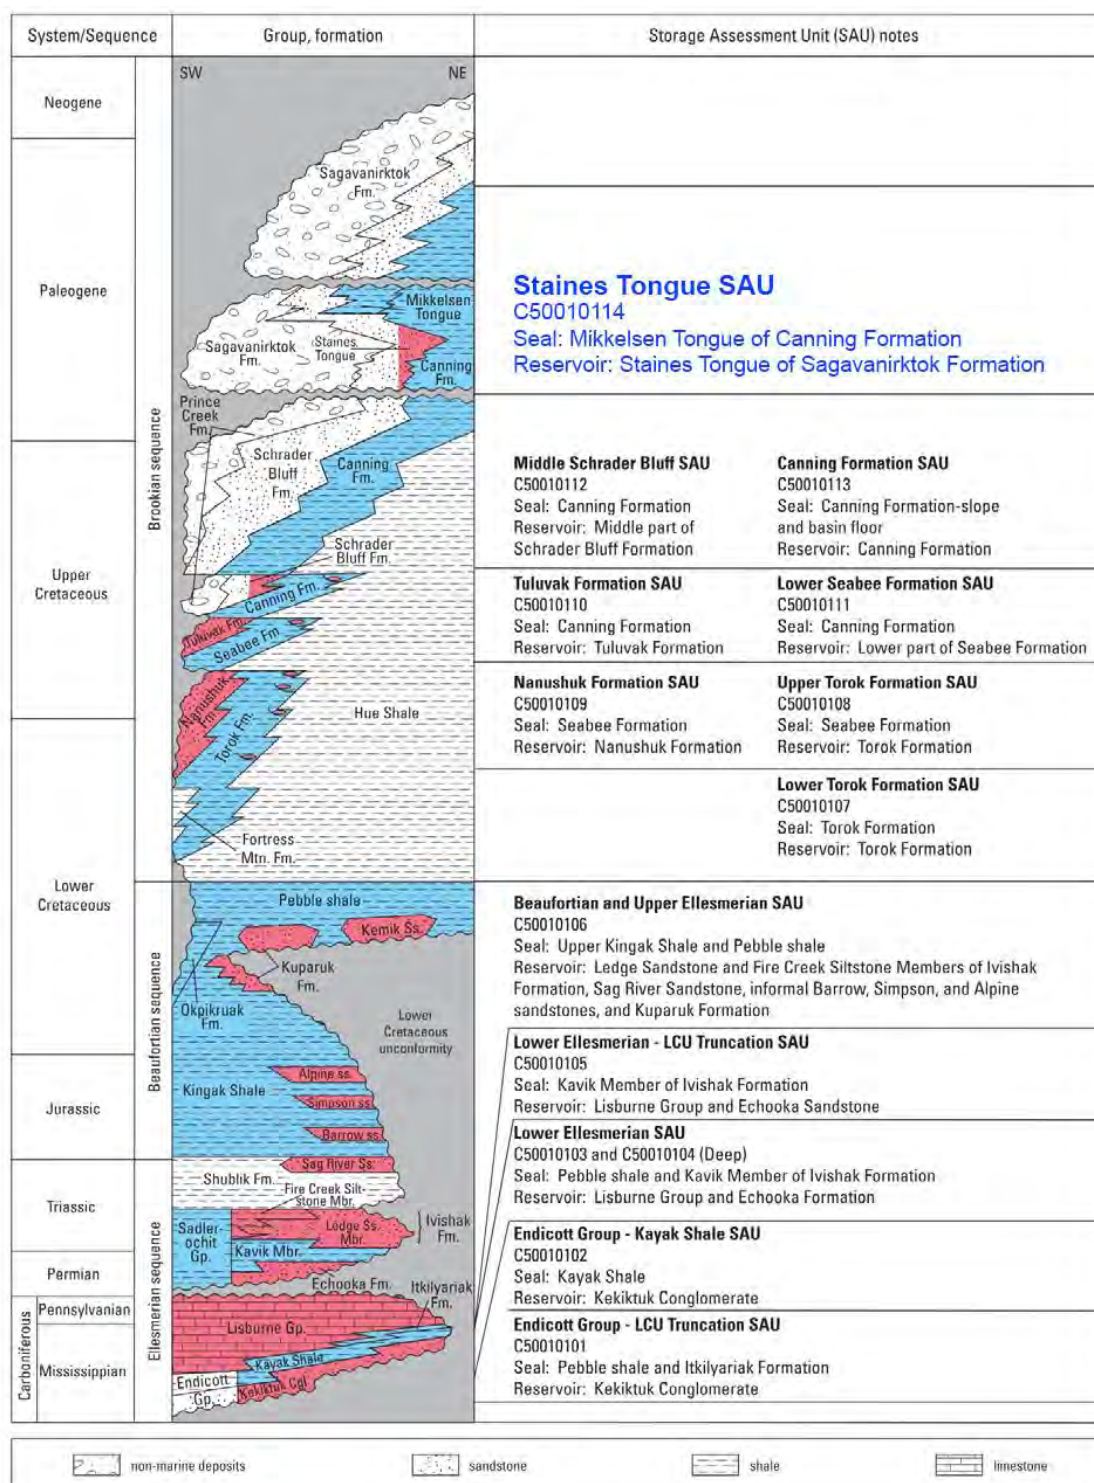 System/Sequence
Group, formation
Storage Assessment Unit (SAU) notes
SW
NE
Neogene
Paleogene
Upper
Cretaceous
Lower
Cretaceous
Jurassic
Triassic
Permian
Pennsylvanian
Mississippian
Carboniferous
Brookian sequence
Beaufortian sequence
Ellesmerian sequence
Sagavanirktok
Fm.
Mikkelsen
Tongue
Sagavanirktok
Fm.
Staines
Tongue
Canning
Fm.
Prince
Creek
Fm.
Schrader
Bluff
Fm.
Canning
Fm.
Schrader
Bluff Fm.
Canning Fm.
Tuluvak Fm.
Seabee Fm.
Nanushuk
Fm.
Torok Fm.
Hue Shale
Fortress
Mtn. Fm.
Pebble shale
Kemik Ss.
Kuparuk
Fm.
Okpikruak
Fm.
Lower
Cretaceous
unconformity
Kingak Shale
Alpine ss.
Simpson ss.
Barrow ss.
Sag River Ss.
Shublik Fm.
Fire Creek Silt-
stone Mbr.
Sadler-
ochit
Gp.
Ledge Ss.
Mbr.
Ivishak
Fm.
Kavik Mbr.
Echooka Fm.
Itkilyariak
Fm.
Lisburne Gp.
Kayak Shale
Endicott
Gp.
Kekiktuk Cgl.
Staines Tongue SAU
C50010114
Seal: Mikkelsen Tongue of Canning Formation
Reservoir: Staines Tongue of Sagavanirktok Formation
Middle Schrader Bluff SAU
C50010112
Seal: Canning Formation
Reservoir: Middle part of
Schrader Bluff Formation
Canning Formation SAU
C50010113
Seal: Canning Formation-slope
and basin floor
Reservoir: Canning Formation
Tuluvak Formation SAU
C50010110
Seal: Canning Formation
Reservoir: Tuluvak Formation
Lower Seabee Formation SAU
C50010111
Seal: Canning Formation
Reservoir: Lower part of Seabee Formation
Nanushuk Formation SAU
C50010109
Seal: Seabee Formation
Reservoir: Nanushuk Formation
Upper Torok Formation SAU
C50010108
Seal: Seabee Formation
Reservoir: Torok Formation
Lower Torok Formation SAU
C50010107
Seal: Torok Formation
Reservoir: Torok Formation
Beaufortian and Upper Ellesmerian SAU
C50010106
Seal: Upper Kingak Shale and Pebble shale
Reservoir: Ledge Sandstone and Fire Creek Siltstone Members of Ivishak
Formation, Sag River Sandstone, informal Barrow, Simpson, and Alpine
sandstones, and Kuparuk Formation
Lower Ellesmerian - LCU Truncation SAU
C50010105
Seal: Kavik Member of Ivishak Formation
Reservoir: Lisburne Group and Echooka Sandstone
Lower Ellesmerian SAU
C50010103 and C50010104 (Deep)
Seal: Pebble shale and Kavik Member of Ivishak Formation
Reservoir: Lisburne Group and Echooka Formation
Endicott Group - Kayak Shale SAU
C50010102
Seal: Kayak Shale
Reservoir: Kekiktuk Conglomerate
Endicott Group - LCU Truncation SAU
C50010101
Seal: Pebble shale and Itkilyariak Formation
Reservoir: Kekiktuk Conglomerate
non-marine deposits
sandstone
shale
limestone